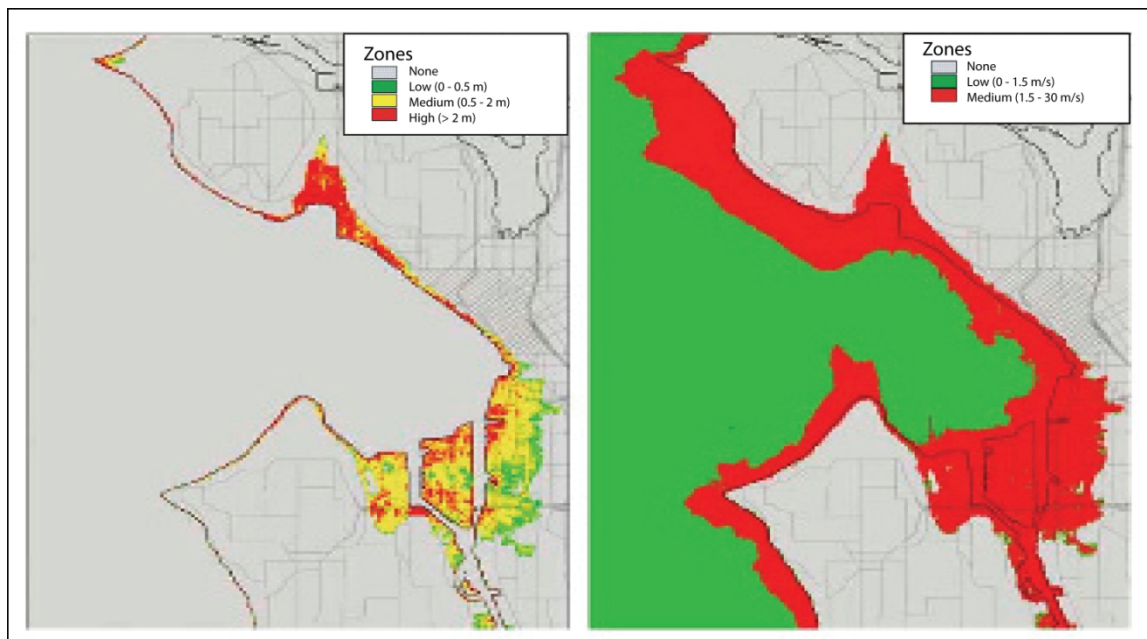 Zones
None
Low (0 - 0.5 m)
Medium (0.5 - 2 m)
High (> 2 m)
Zones
None
Low (0 - 1.5 m/s)
Medium (1.5 - 30 m/s)